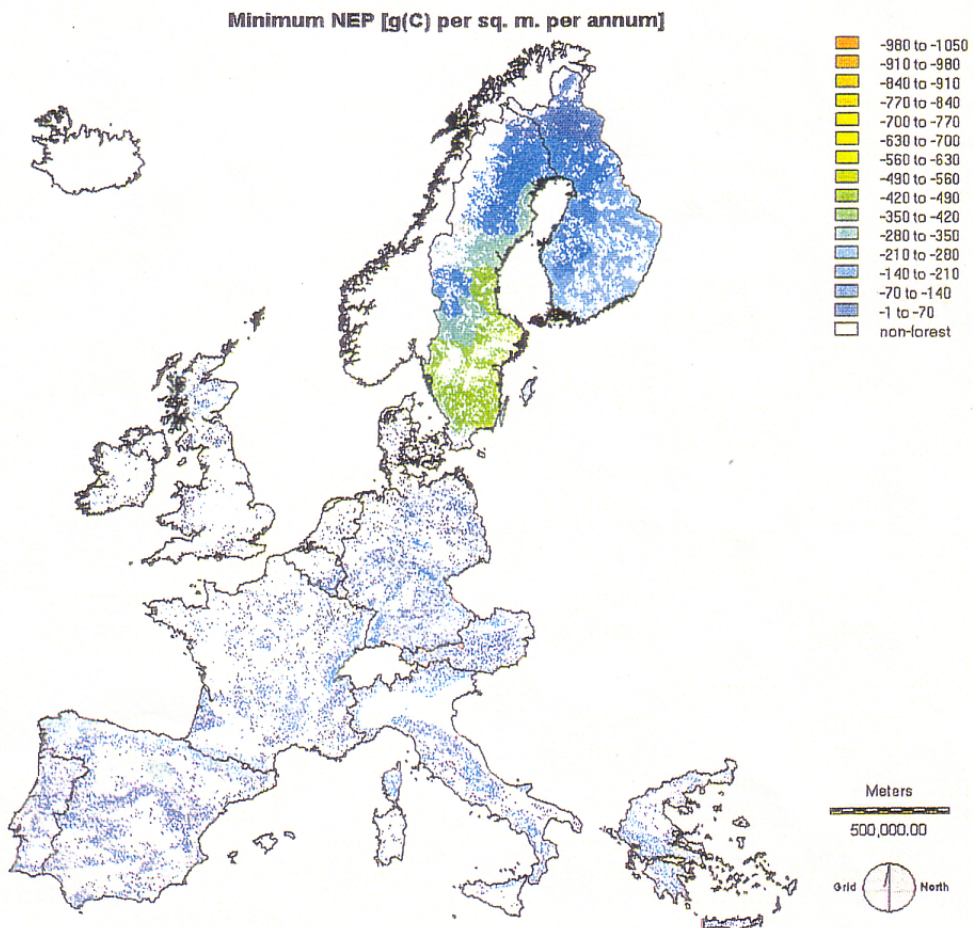 Minimum NEP [g(C) per sq. m. per annum]
-980 to -1050
-910 to -980
-840 to -910
-770 to -840
-700 to -770
-630 to -700
-560 to -630
-490 to -560
-420 to -490
-350 to -420
-280 to -350
-210 to -280
-140 to -210
-70 to -140
-1 to -70
non-forest
Meters
500,000.00
Grid North